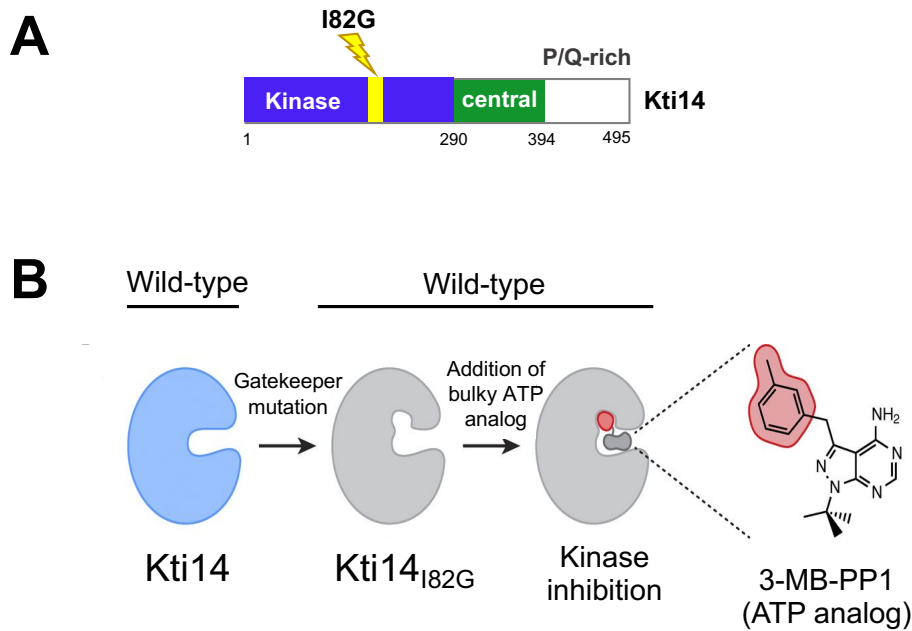 A
I82G
P/Q-rich
Kinase
central
Kti14
1
290
394
495
B
Wild-type
Wild-type
Gatekeeper
mutation
Addition of
bulky ATP
analog
NH2
N
N
N
N
Kti14
Kti14I82G
Kinase
inhibition
3-MB-PP1
(ATP analog)